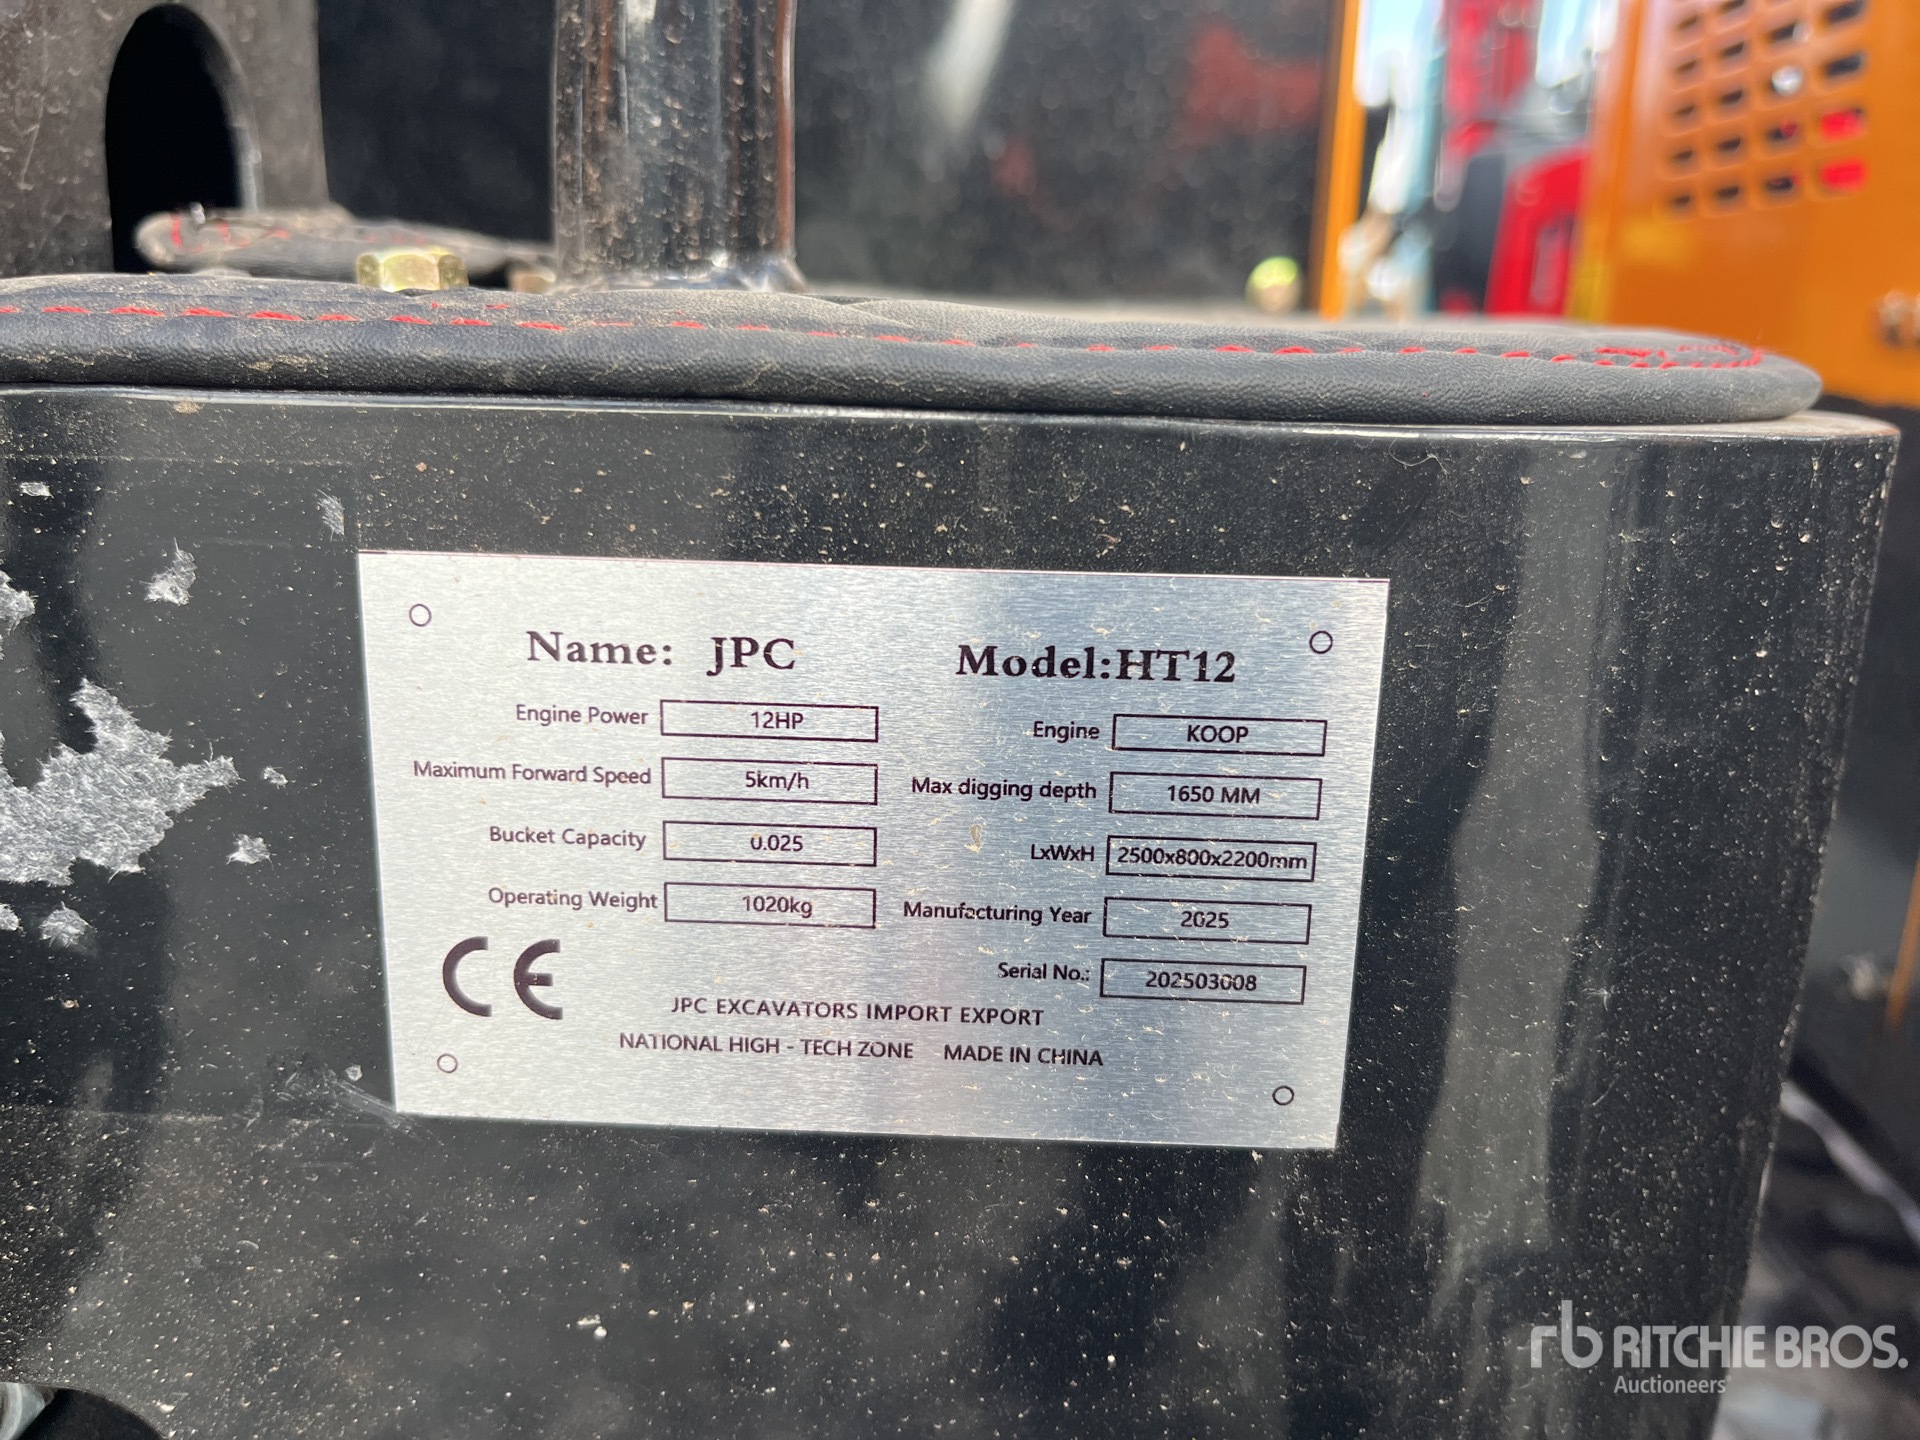 Name: JPC Model:HT12
Engine Power 12HP Engine KOOP
Maximum Forward Speed 5km/h Max digging depth 1650 MM
Bucket Capacity 0.025 LxWxH 2500x800x2200mm
Operating Weight 1020kg Manufacturing Year 2025
Serial No.: 202503008
CE
JPC EXCAVATORS IMPORT EXPORT
NATIONAL HIGH - TECH ZONE MADE IN CHINA
rb RITCHIE BROS.
Auctioneers